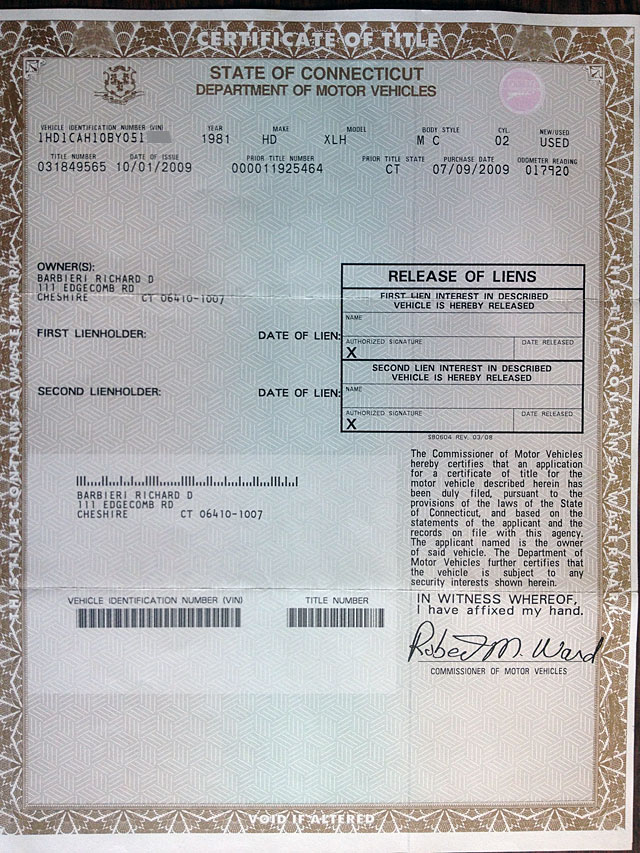 CERTIFICATE OF TITLE
STATE OF CONNECTICUT
DEPARTMENT OF MOTOR VEHICLES
VEHICLE IDENTIFICATION NUMBER (VIN) YEAR MAKE MODEL BODY STYLE CYL. NEW/USED
1HD1CAH10BY051 1981 HD XLH M C 02 USED
TITLE NUMBER DATE OF ISSUE PRIOR TITLE NUMBER PRIOR TITLE STATE PURCHASE DATE ODOMETER READING
031849565 10/01/2009 000011925464 CT 07/09/2009 017920
OWNER(S):
BARBIERI RICHARD D
111 EDGECOMB RD
CHESHIRE CT 06410-1007
FIRST LIENHOLDER: DATE OF LIEN:
SECOND LIENHOLDER: DATE OF LIEN:
RELEASE OF LIENS
FIRST LIEN INTEREST IN DESCRIBED
VEHICLE IS HEREBY RELEASED
NAME
AUTHORIZED SIGNATURE DATE RELEASED
X
SECOND LIEN INTEREST IN DESCRIBED
VEHICLE IS HEREBY RELEASED
NAME
AUTHORIZED SIGNATURE DATE RELEASED
X
SB0604 REV. 03/08
BARBIERI RICHARD D
111 EDGECOMB RD
CHESHIRE CT 06410-1007
VEHICLE IDENTIFICATION NUMBER (VIN) TITLE NUMBER
The Commissioner of Motor Vehicles
hereby certifies that an application
for a certificate of title for the
motor vehicle described herein has
been duly filed, pursuant to the
provisions of the laws of the State
of Connecticut, and based on the
statements of the applicant and the
records on file with this agency.
The applicant named is the owner
of said vehicle. The Department of
Motor Vehicles further certifies that
the vehicle is subject to any
security interests shown herein.
IN WITNESS WHEREOF,
I have affixed my hand.
Robert M. Ward
COMMISSIONER OF MOTOR VEHICLES
VOID IF ALTERED